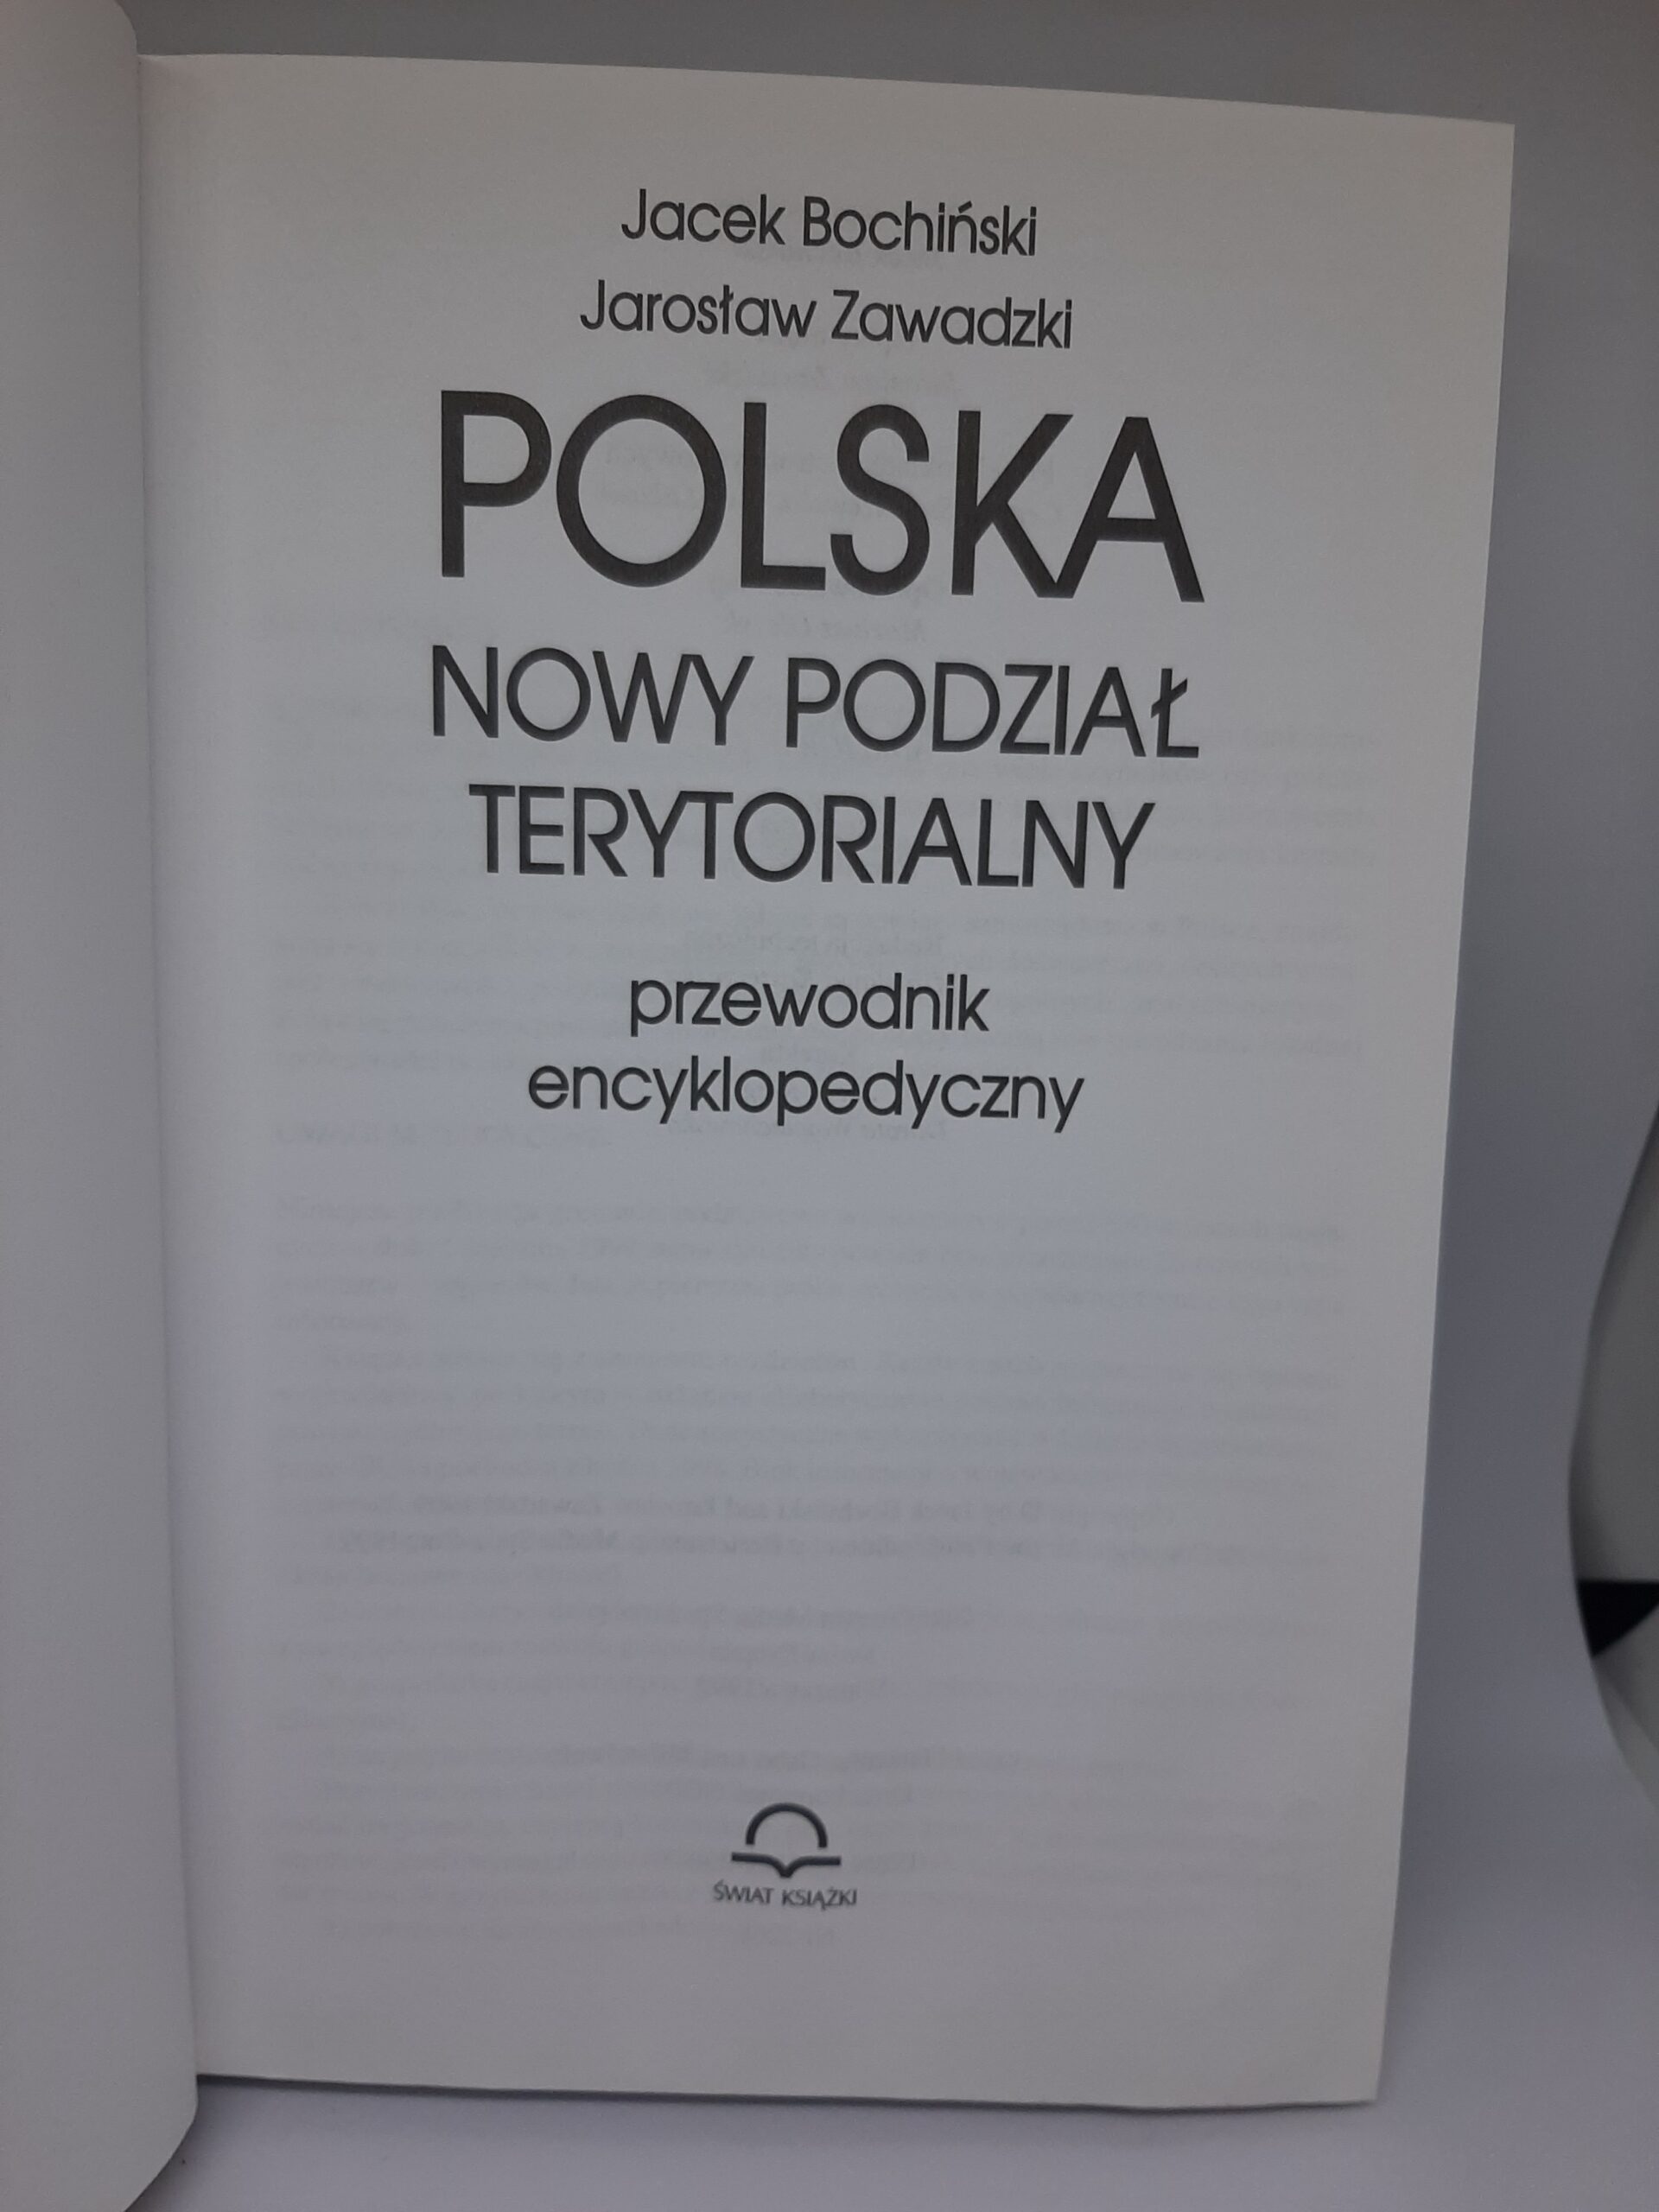 Jacek Bochiński
Jarosław Zawadzki
POLSKA
NOWY PODZIAŁ
TERYTORIALNY
przewodnik
encyklopedyczny
ŚWIAT KSIĄŻKI